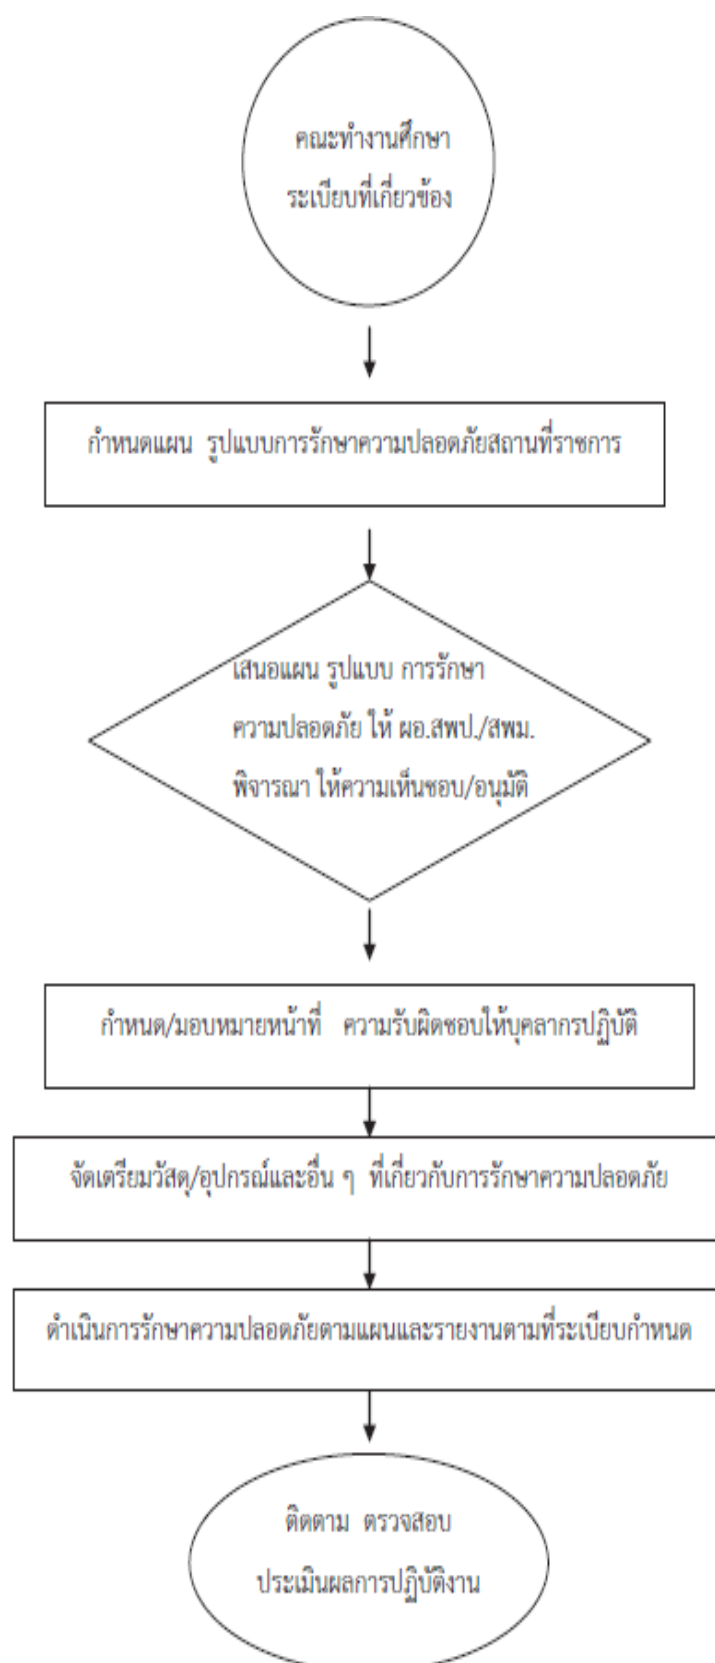 คณะทำงานศึกษา
ระเบียบที่เกี่ยวข้อง
กำหนดแผน รูปแบบการรักษาความปลอดภัยสถานที่ราชการ
เสนอแผน รูปแบบ การรักษา
ความปลอดภัย ให้ ผอ.สพป./สพม.
พิจารณา ให้ความเห็นชอบ/อนุมัติ
กำหนด/มอบหมายหน้าที่ ความรับผิดชอบให้บุคลากรปฏิบัติ
จัดเตรียมวัสดุ/อุปกรณ์และอื่น ๆ ที่เกี่ยวกับการรักษาความปลอดภัย
ดำเนินการรักษาความปลอดภัยตามแผนและรายงานตามที่ระเบียบกำหนด
ติดตาม ตรวจสอบ
ประเมินผลการปฏิบัติงาน